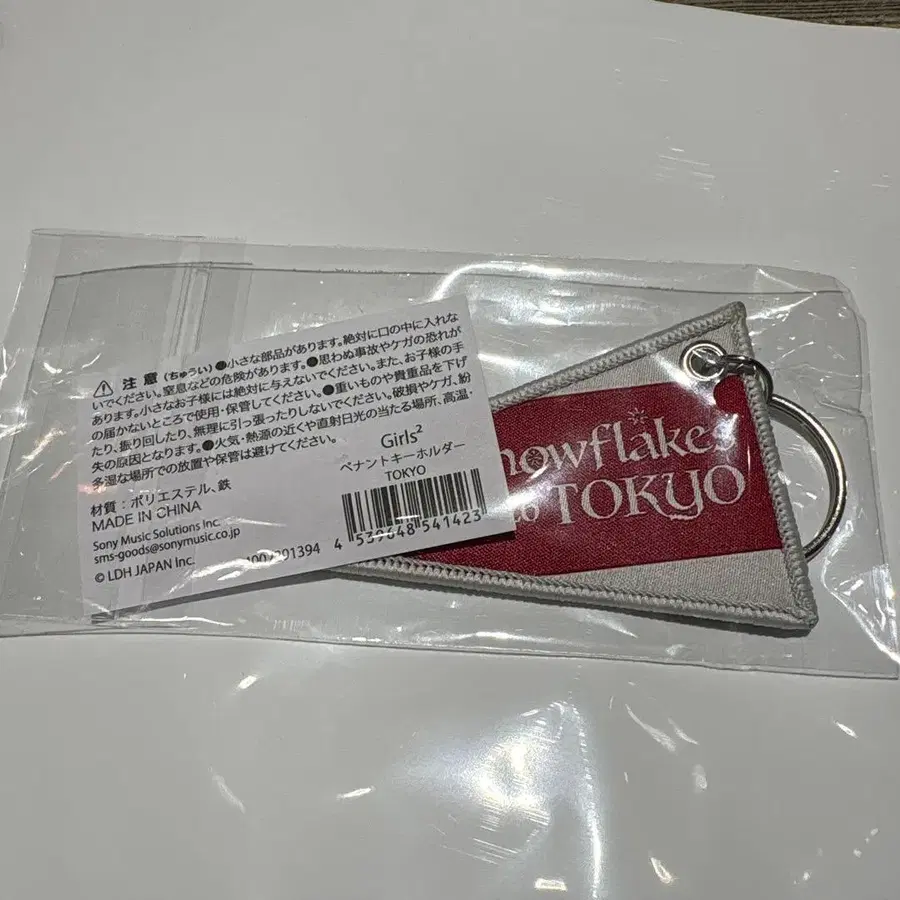 ⚠ 注意（ちゅうい）●小さな部品があります。絶対に口の中に入れな
いでください。窒息などの危険があります。●思わぬ事故やケガの恐れが
あります。小さなお子様には絶対に与えないでください。また、お子様の手
の届かないところで使用・保管してください。●重いものや貴重品を下げ
たり、振り回したり、無理に引っ張ったりしないでください。破損やケガ、紛
失の原因となります。●火気・熱源の近くや直射日光の当たる場所、高温・
多湿な場所での放置や保管は避けてください。
Girls²
ペナントキーホルダー
TOKYO
材質：ポリエステル、鉄
MADE IN CHINA
Sony Music Solutions Inc.
sms-goods@sonymusic.co.jp
© LDH JAPAN Inc.
4 539648 541423
TOKYO